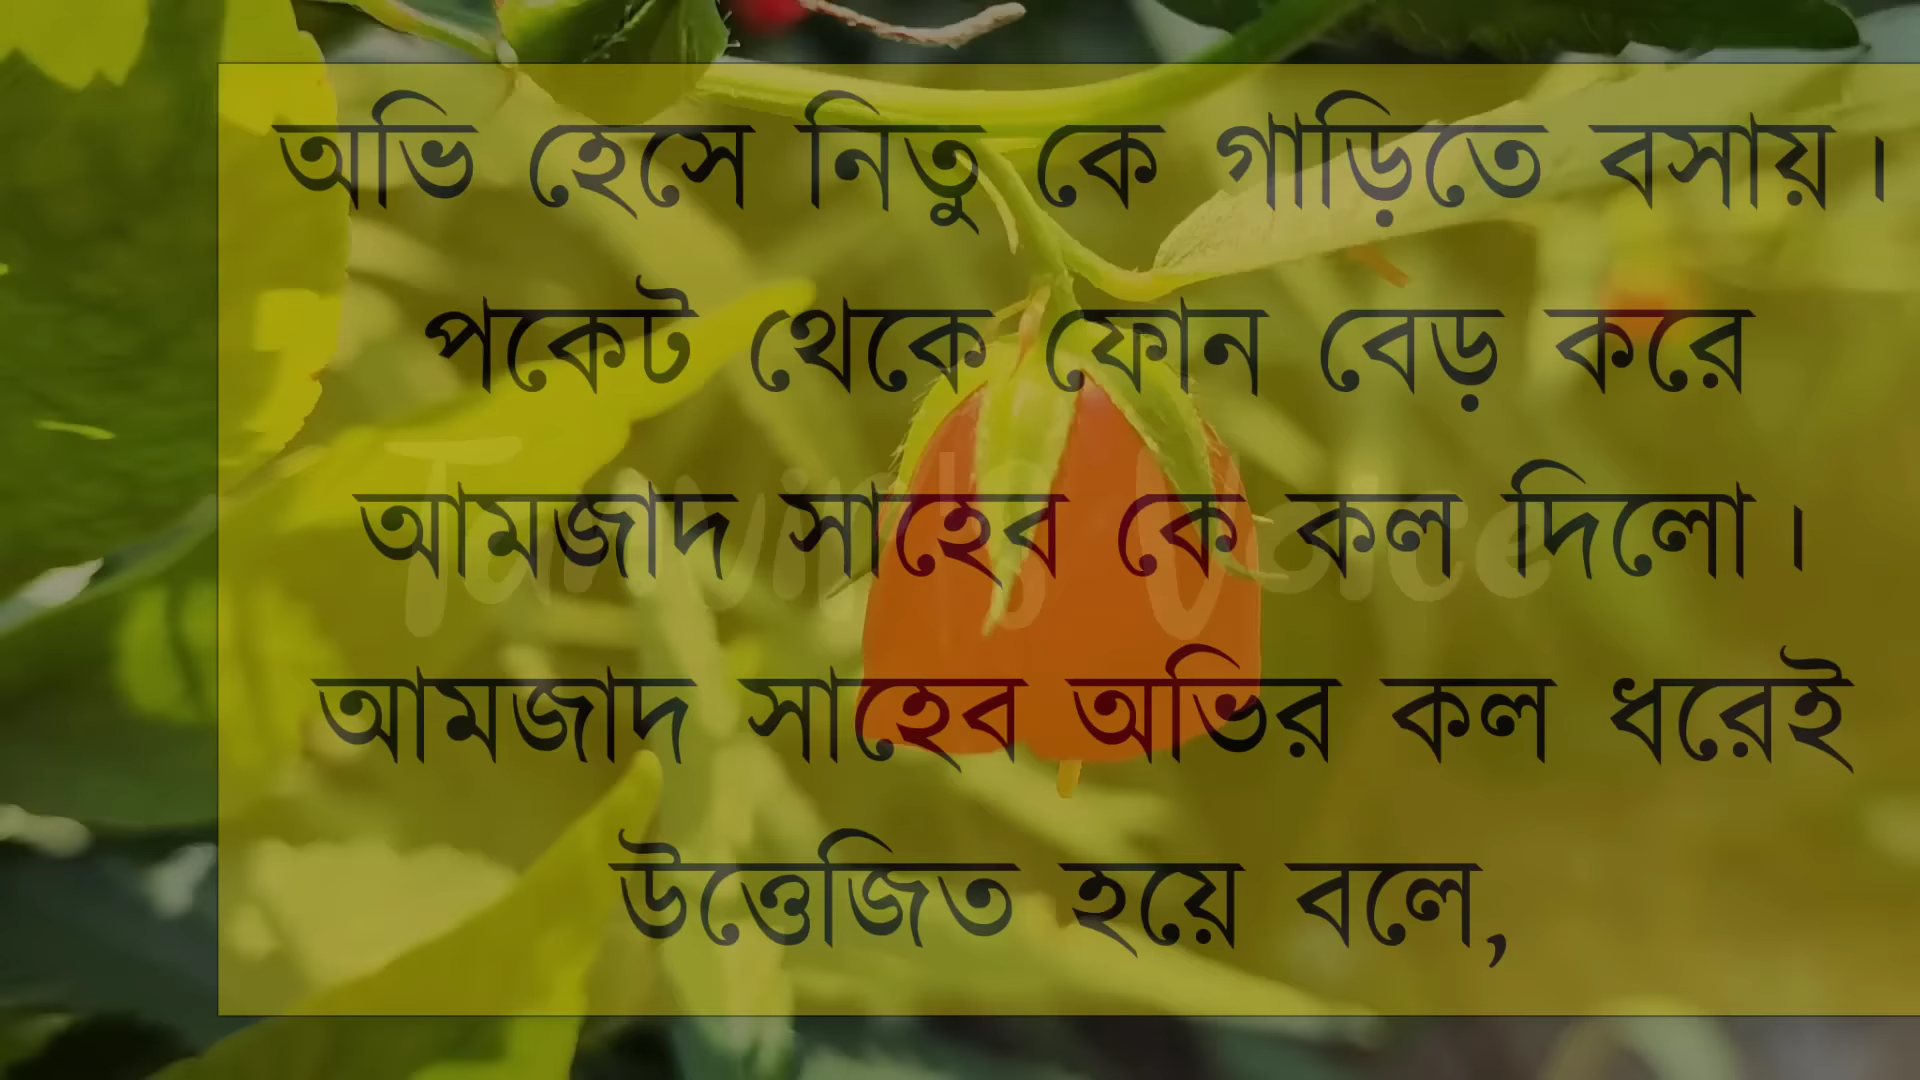 অভি হেসে নিতু কে গাড়িতে বসায়।
পকেট থেকে ফোন বেড় করে
আমজাদ সাহেব কে কল দিলো।
আমজাদ সাহেব অভির কল ধরেই
উত্তেজিত হয়ে বলে,